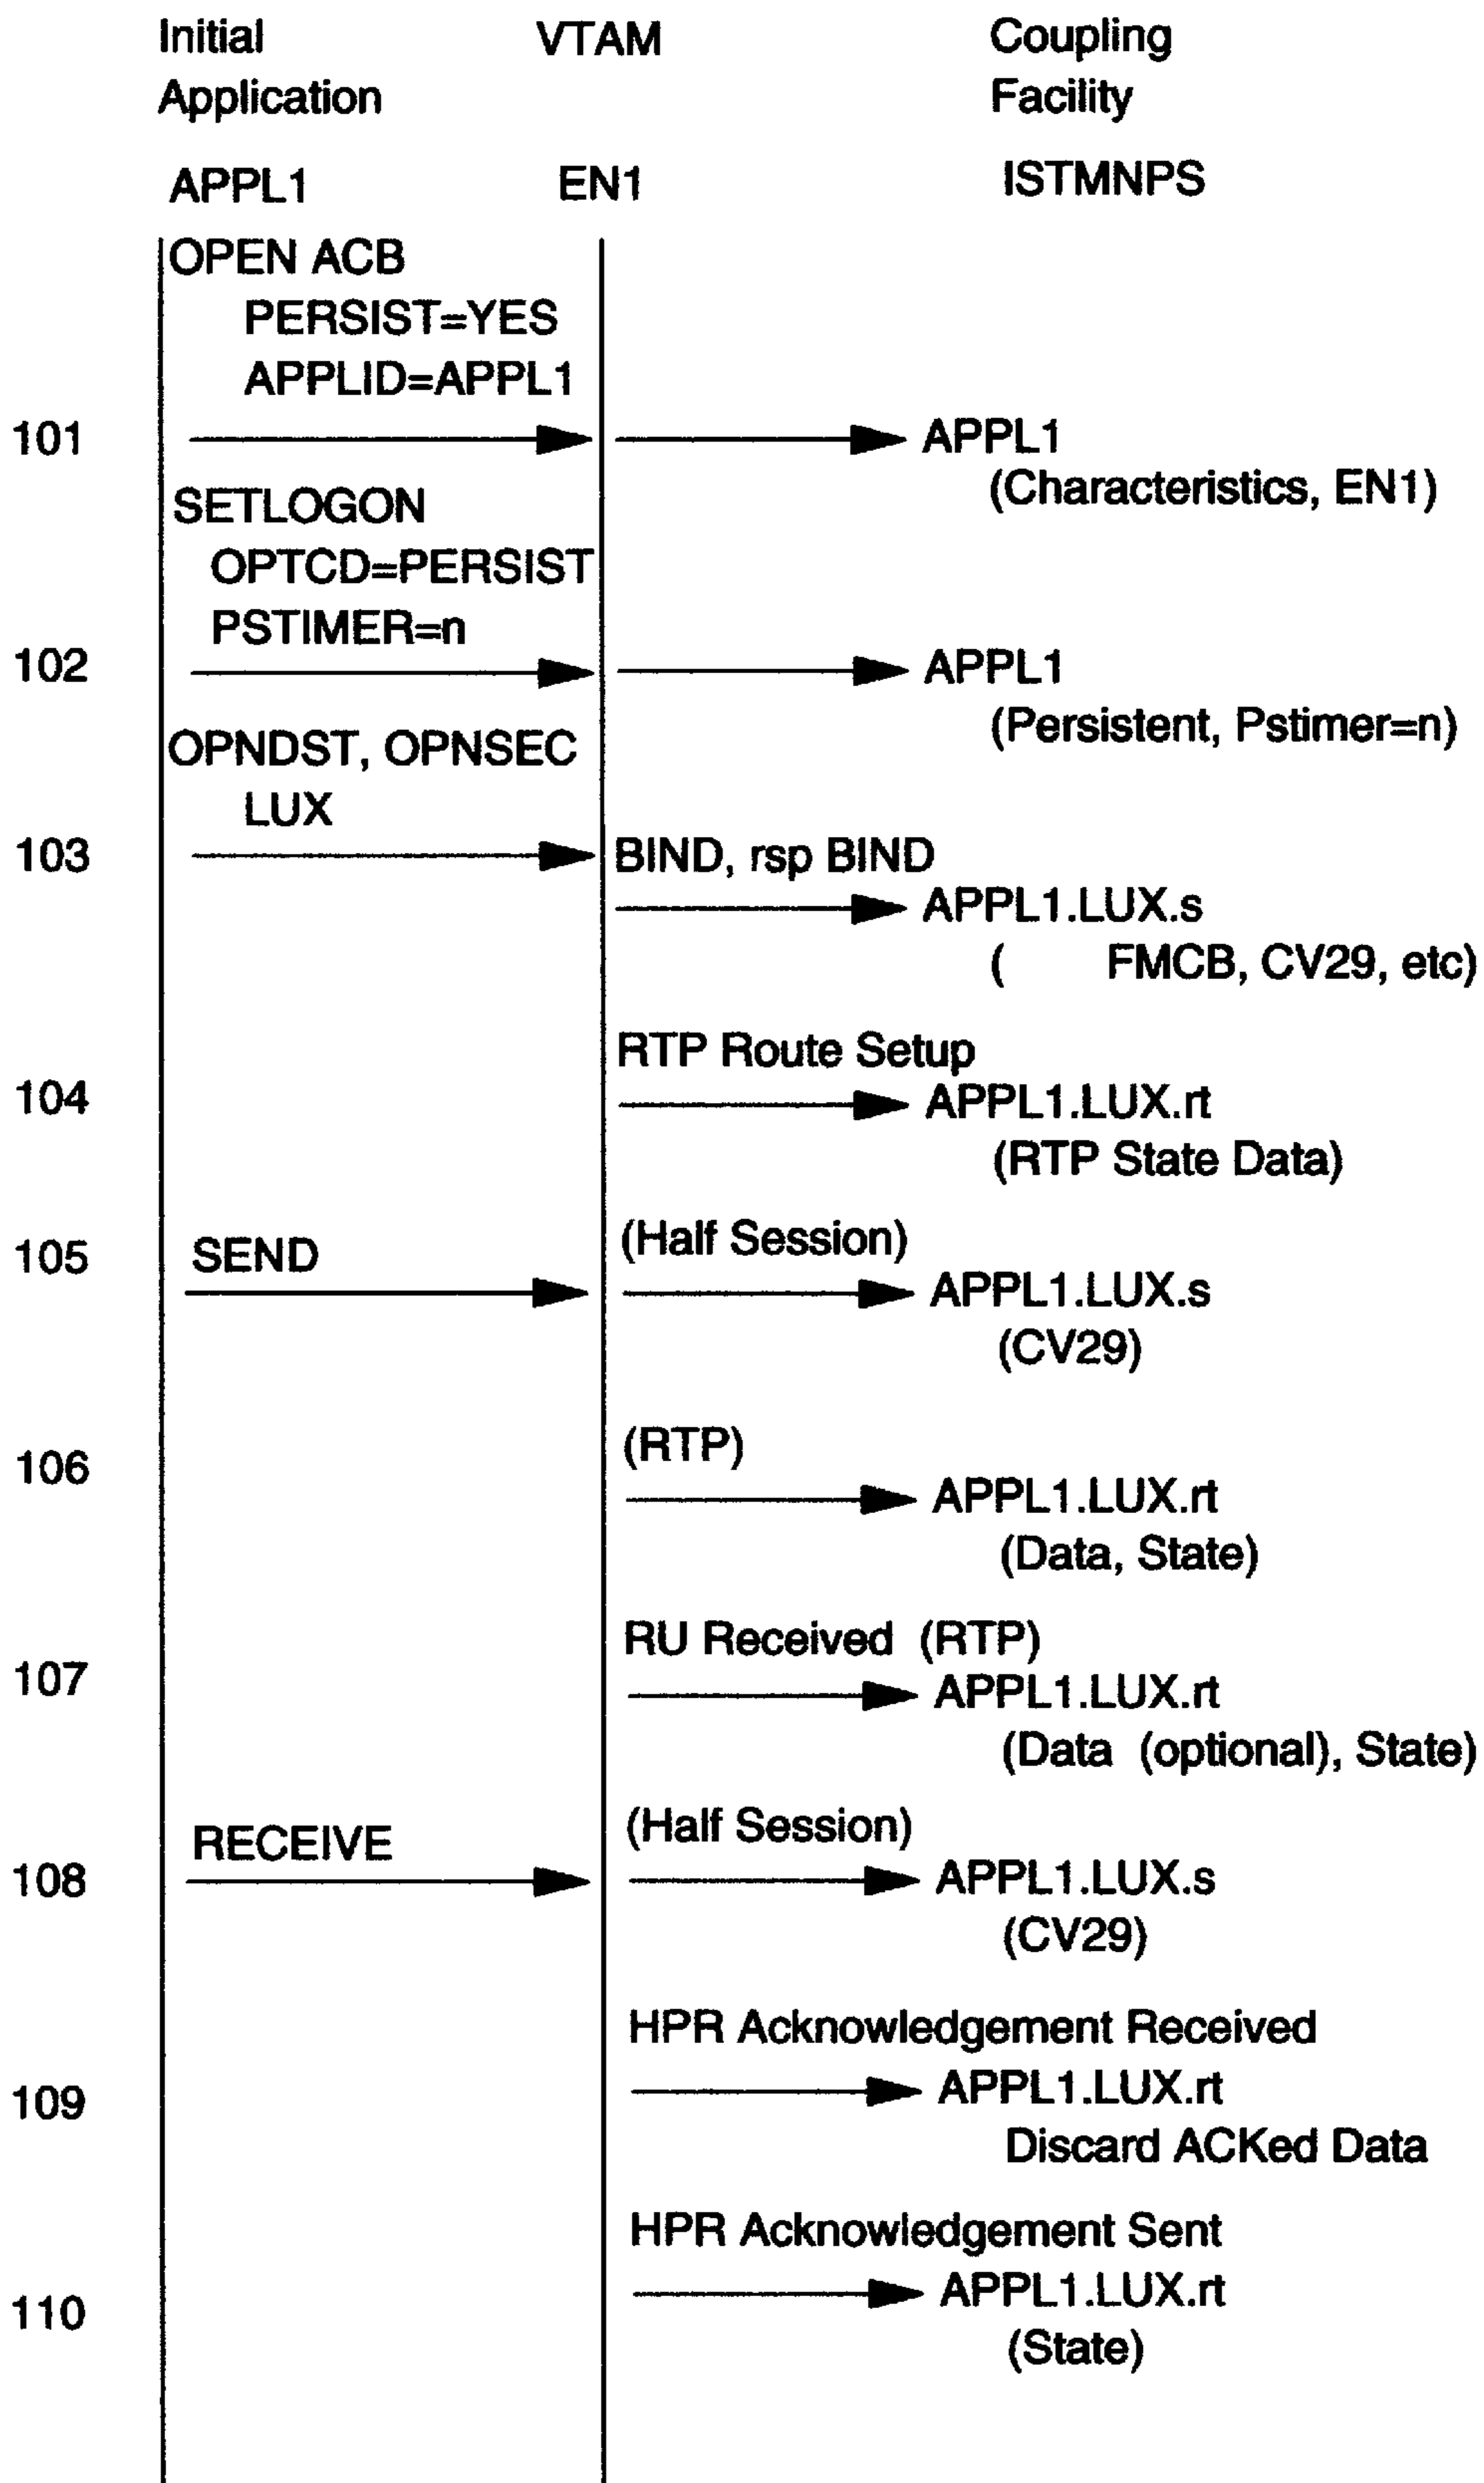 Initial Application
VTAM
Coupling Facility
APPL1
EN1
ISTMNPS
OPEN ACB
PERSIST=YES
APPLID=APPL1
101
APPL1
(Characteristics, EN1)
SETLOGON
OPTCD=PERSIST
PSTIMER=n
102
APPL1
(Persistent, Pstimer=n)
OPNDST, OPNSEC
LUX
103
BIND, rsp BIND
APPL1.LUX.s
( FMCB, CV29, etc)
RTP Route Setup
104
APPL1.LUX.rt
(RTP State Data)
105
SEND
(Half Session)
APPL1.LUX.s
(CV29)
106
(RTP)
APPL1.LUX.rt
(Data, State)
107
RU Received (RTP)
APPL1.LUX.rt
(Data (optional), State)
108
RECEIVE
(Half Session)
APPL1.LUX.s
(CV29)
HPR Acknowledgement Received
109
APPL1.LUX.rt
Discard ACKed Data
HPR Acknowledgement Sent
110
APPL1.LUX.rt
(State)